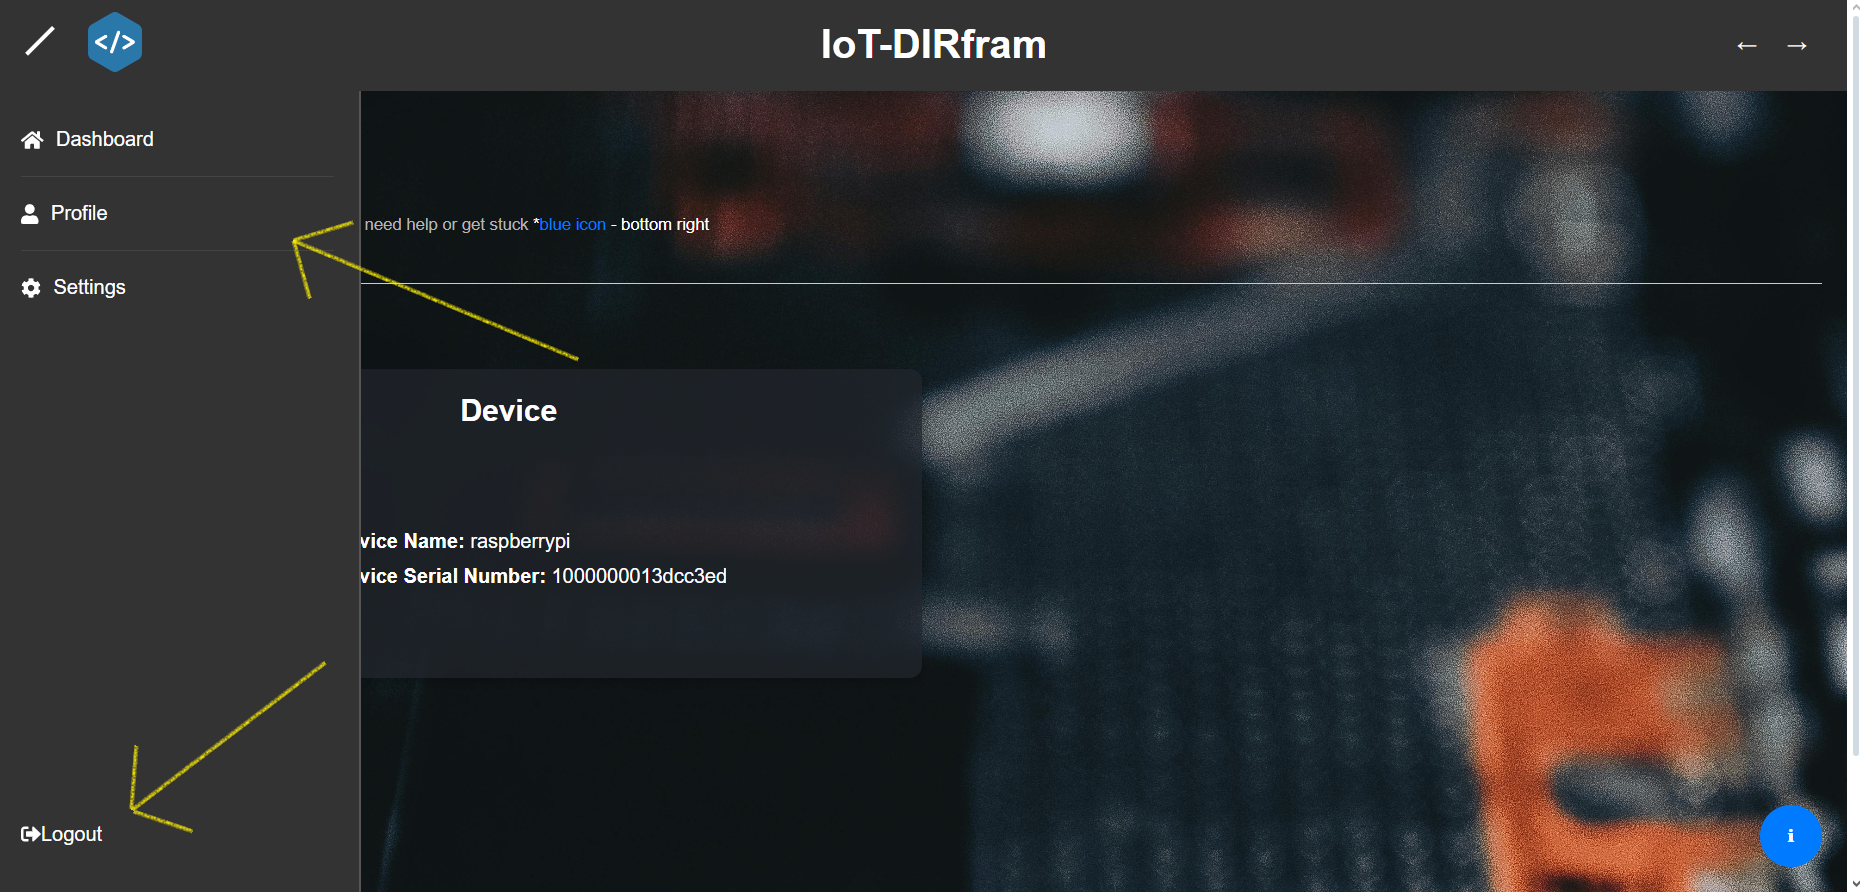 </>
IoT-DIRfram
← →
Dashboard
Profile
need help or get stuck *blue icon - bottom right
Settings
Device
vice Name: raspberrypi
vice Serial Number: 1000000013dcc3ed
Logout
i